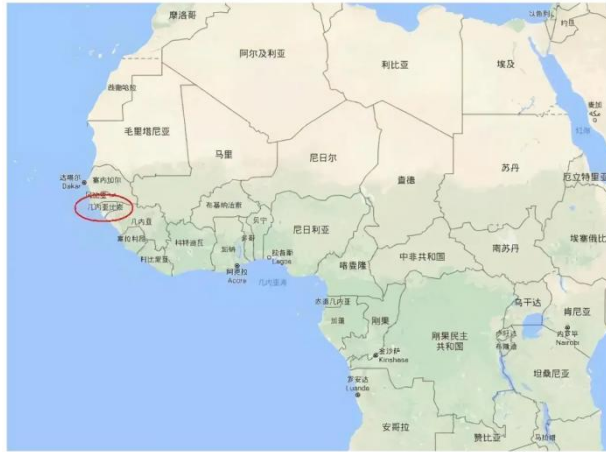 摩洛哥
约旦
阿尔及利亚
利比亚
埃及
西撒哈拉
مكة
红海
毛里塔尼亚
马里
尼日尔
乍得
苏丹
厄立特里亚
达喀尔
Dakar
塞内加尔
冈比亚
几内亚比绍
几内亚
布基纳法索
贝宁
尼日利亚
塞拉利昂
科特迪瓦
加纳
多哥
拉各斯
Lagos
中非共和国
南苏丹
埃塞俄比
利比里亚
阿克拉
Accra
喀麦隆
几内亚湾
赤道几内亚
加蓬
刚果
刚果民主
共和国
乌干达
肯尼亚
卢旺达
布隆迪
内罗毕
Nairobi
金沙萨
Kinshasa
坦桑尼亚
罗安达
Luanda
安哥拉
赞比亚
马拉维